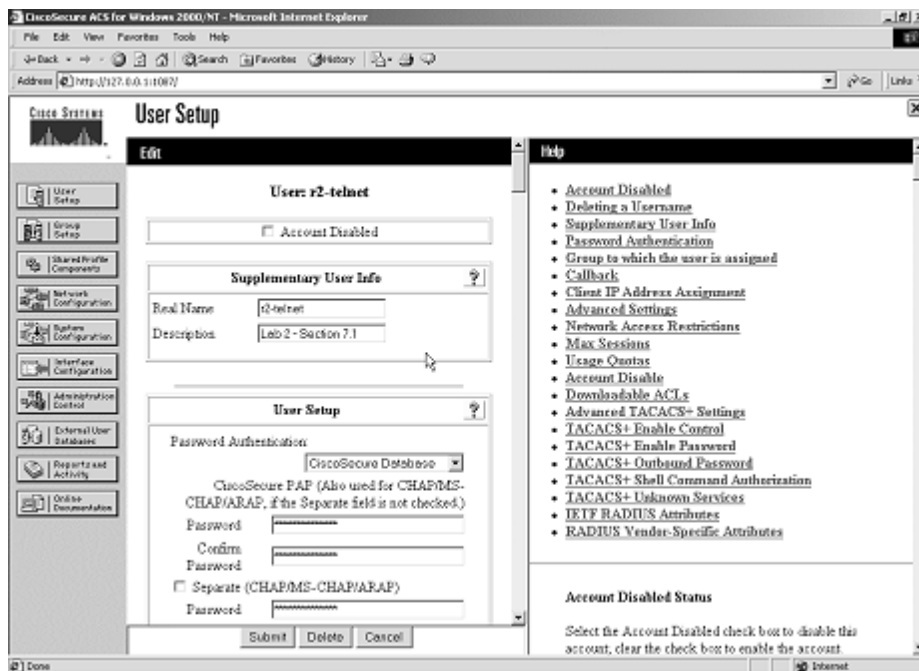 CiscoSecure ACS for Windows 2000/NT - Microsoft Internet Explorer
File Edit View Favorites Tools Help
Back Search Favorites History
Address http://127.0.0.1:1087/ Go Links
CISCO SYSTEMS
User Setup
Edit
User: r2-telnet
Account Disabled
Supplementary User Info ?
Real Name r2-telnet
Description Lab 2 - Section 7.1
User Setup ?
Password Authentication:
CiscoSecure Database
CiscoSecure PAP (Also used for CHAP/MS-
CHAP/ARAP, if the Separate field is not checked.)
Password
Confirm
Password
Separate (CHAP/MS-CHAP/ARAP)
Password
Submit Delete Cancel
User
Setup
Group
Setup
Shared Profile
Components
Network
Configuration
System
Configuration
Interface
Configuration
Administration
Control
External User
Databases
Reports and
Activity
Online
Documentation
Help
Account Disabled
Deleting a Username
Supplementary User Info
Password Authentication
Group to which the user is assigned
Callback
Client IP Address Assignment
Advanced Settings
Network Access Restrictions
Max Sessions
Usage Quotas
Account Disable
Downloadable ACLs
Advanced TACACS+ Settings
TACACS+ Enable Control
TACACS+ Enable Password
TACACS+ Outbound Password
TACACS+ Shell Command Authorization
TACACS+ Unknown Services
IETF RADIUS Attributes
RADIUS Vendor-Specific Attributes
Account Disabled Status
Select the Account Disabled check box to disable this
account, clear the check box to enable the account.
Done Internet